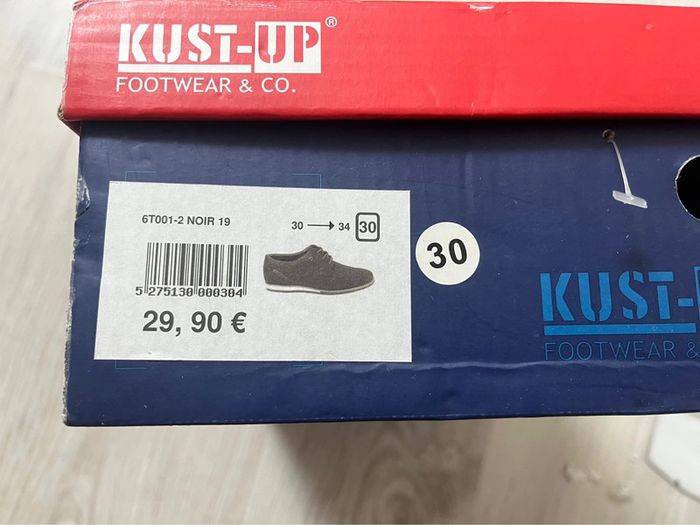 KUST-UP®
FOOTWEAR & CO.
6T001-2 NOIR 19
30 → 34 30
5 275130 000304
29, 90 €
30
KUST-U
FOOTWEAR &